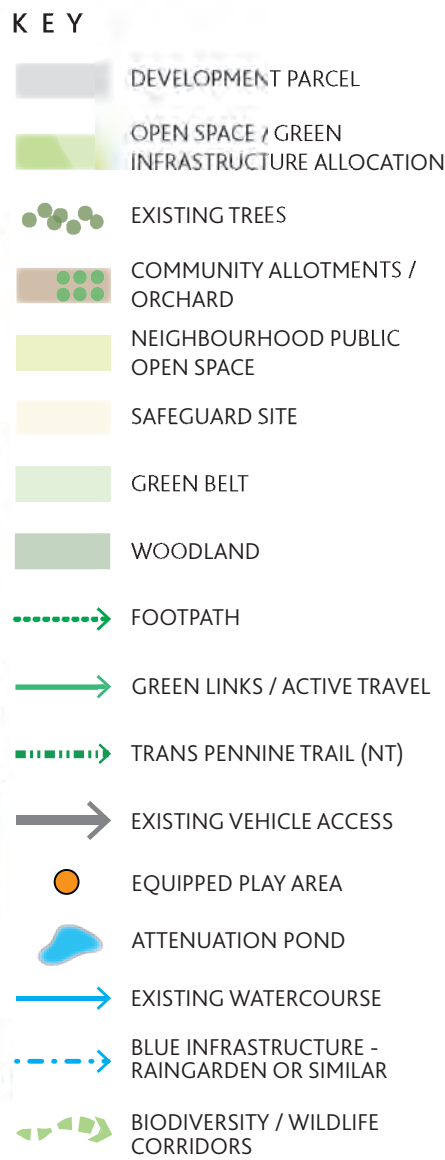 KEY
DEVELOPMENT PARCEL
OPEN SPACE / GREEN
INFRASTRUCTURE ALLOCATION
EXISTING TREES
COMMUNITY ALLOTMENTS /
ORCHARD
NEIGHBOURHOOD PUBLIC
OPEN SPACE
SAFEGUARD SITE
GREEN BELT
WOODLAND
FOOTPATH
GREEN LINKS / ACTIVE TRAVEL
TRANS PENNINE TRAIL (NT)
EXISTING VEHICLE ACCESS
EQUIPPED PLAY AREA
ATTENUATION POND
EXISTING WATERCOURSE
BLUE INFRASTRUCTURE -
RAINGARDEN OR SIMILAR
BIODIVERSITY / WILDLIFE
CORRIDORS